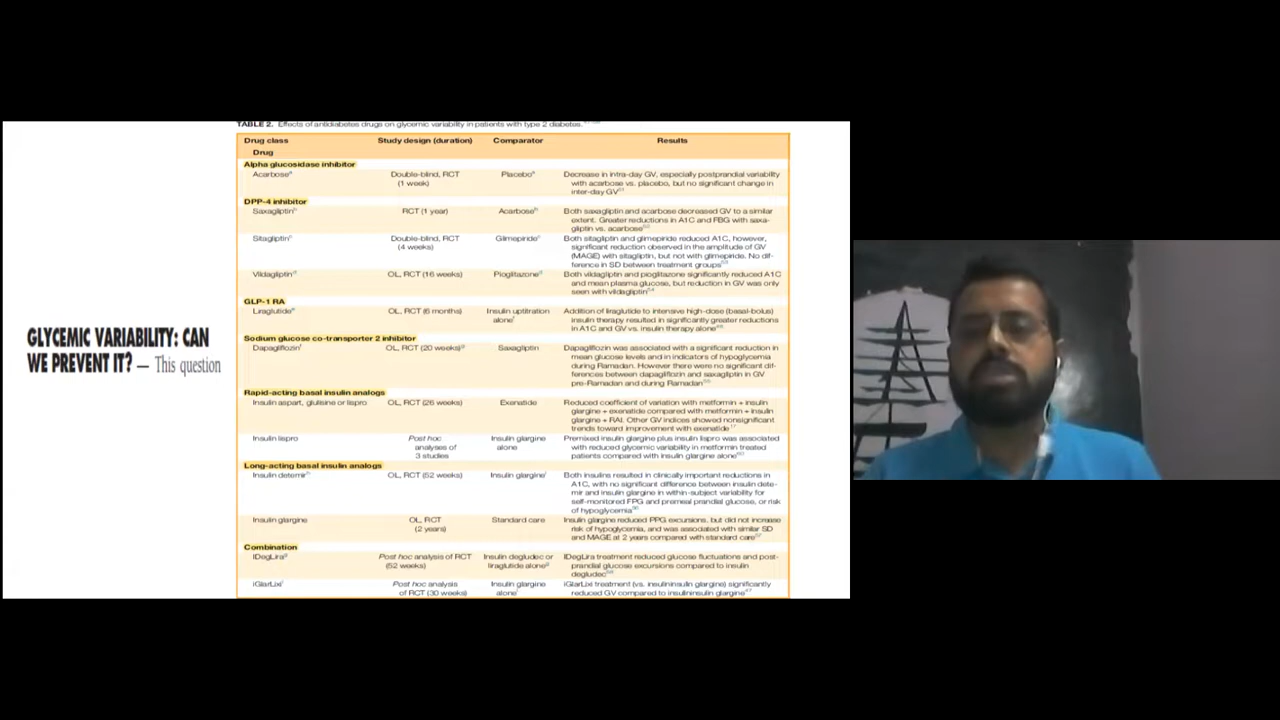 GLYCEMIC VARIABILITY: CAN
WE PREVENT IT? — This question
TABLE 2. Effects of antidiabetes drugs on glycemic variability in patients with type 2 diabetes.
Drug class Study design (duration) Comparator Results
Drug
Alpha glucosidase inhibitor
Acarboseᵃ Double-blind, RCT Placeboᵃ Decrease in intra-day GV, especially postprandial variability
(1 week) with acarbose vs. placebo, but no significant change in
inter-day GV
DPP-4 inhibitor
Saxagliptinᵇ RCT (1 year) Acarboseᵇ Both saxagliptin and acarbose decreased GV to a similar
extent. Greater reductions in A1C and FBG with saxa-
gliptin vs. acarbose
Sitagliptinᶜ Double-blind, RCT Glimepirideᶜ Both sitagliptin and glimepiride reduced A1C, however,
(4 weeks) significant reduction observed in the amplitude of GV
(MAGE) with sitagliptin, but not with glimepiride. No dif-
ference in SD between treatment groups
Vildagliptinᵈ OL, RCT (16 weeks) Pioglitazoneᵈ Both vildagliptin and pioglitazone significantly reduced A1C
and mean plasma glucose, but reduction in GV was only
seen with vildagliptin
GLP-1 RA
Liraglutideᵉ OL, RCT (6 months) Insulin uptitration Addition of liraglutide to intensive high-dose (basal-bolus)
alone insulin therapy resulted in significantly greater reductions
in A1C and GV vs. insulin therapy alone
Sodium glucose co-transporter 2 inhibitor
Dapagliflozin OL, RCT (20 weeks) Saxagliptin Dapagliflozin was associated with a significant reduction in
mean glucose levels and in indicators of hypoglycemia
during Ramadan. However there were no significant dif-
ferences between dapagliflozin and saxagliptin in GV
pre-Ramadan and during Ramadan
Rapid-acting basal insulin analogs
Insulin aspart, glulisine or lispro OL, RCT (26 weeks) Exenatide Reduced coefficient of variation with metformin + insulin
glargine + exenatide compared with metformin + insulin
glargine + RAI. Other GV indices showed nonsignificant
trends toward improvement with exenatide
Insulin lispro Post hoc Insulin glargine Premixed insulin glargine plus insulin lispro was associated
analyses of alone with reduced glycemic variability in metformin treated
3 studies patients compared with insulin glargine alone
Long-acting basal insulin analogs
Insulin detemir OL, RCT (52 weeks) Insulin glargine Both insulins resulted in clinically important reductions in
A1C, with no significant difference between insulin dete-
mir and insulin glargine in within-subject variability for
self-monitored FPG and premeal prandial glucose, or risk
of hypoglycemia
Insulin glargine OL, RCT Standard care Insulin glargine reduced PPG excursions, but did not increase
(2 years) risk of hypoglycemia, and was associated with similar SD
and MAGE at 2 years compared with standard care
Combination
IDegLira Post hoc analysis of RCT Insulin degludec or IDegLira treatment reduced glucose fluctuations and post-
(52 weeks) liraglutide alone prandial glucose excursions compared to insulin
degludec
iGlarLixi Post hoc analysis Insulin glargine iGlarLixi treatment (vs. insulininsulin glargine) significantly
of RCT (30 weeks) alone reduced GV compared to insulininsulin glargine